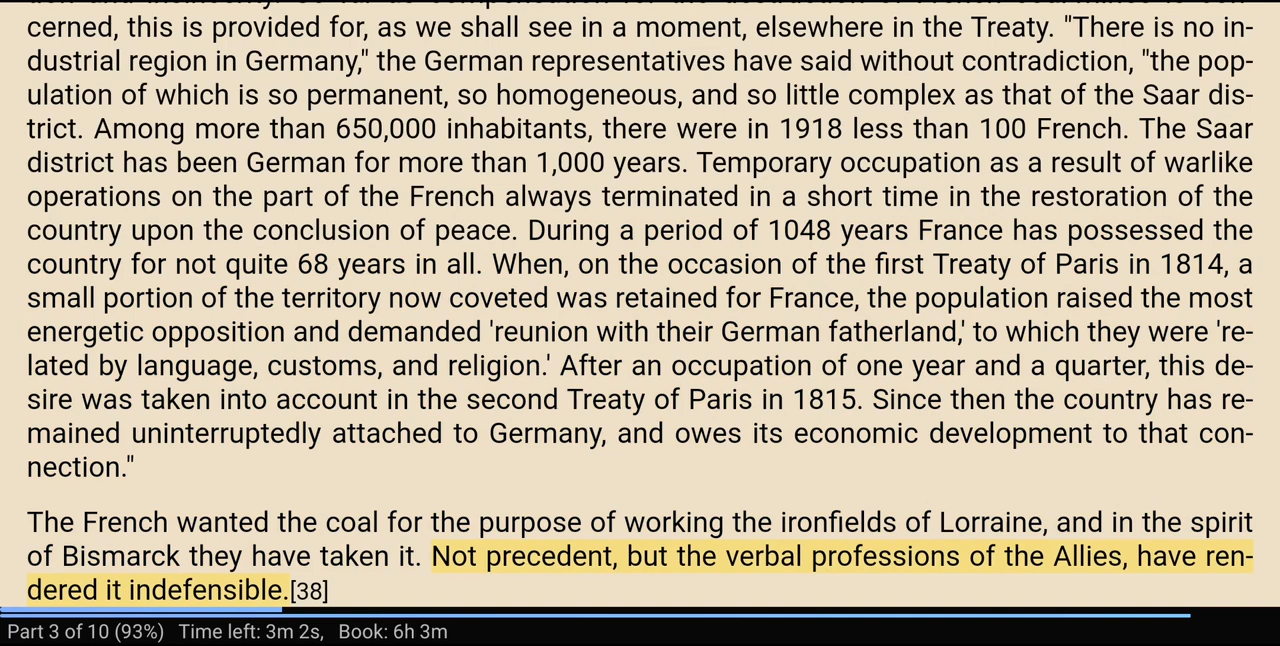 cerned, this is provided for, as we shall see in a moment, elsewhere in the Treaty. "There is no in-
dustrial region in Germany," the German representatives have said without contradiction, "the pop-
ulation of which is so permanent, so homogeneous, and so little complex as that of the Saar dis-
trict. Among more than 650,000 inhabitants, there were in 1918 less than 100 French. The Saar
district has been German for more than 1,000 years. Temporary occupation as a result of warlike
operations on the part of the French always terminated in a short time in the restoration of the
country upon the conclusion of peace. During a period of 1048 years France has possessed the
country for not quite 68 years in all. When, on the occasion of the first Treaty of Paris in 1814, a
small portion of the territory now coveted was retained for France, the population raised the most
energetic opposition and demanded 'reunion with their German fatherland,' to which they were 're-
lated by language, customs, and religion.' After an occupation of one year and a quarter, this de-
sire was taken into account in the second Treaty of Paris in 1815. Since then the country has re-
mained uninterruptedly attached to Germany, and owes its economic development to that con-
nection."
The French wanted the coal for the purpose of working the ironfields of Lorraine, and in the spirit
of Bismarck they have taken it. Not precedent, but the verbal professions of the Allies, have ren-
dered it indefensible.[38]
Part 3 of 10 (93%) Time left: 3m 2s, Book: 6h 3m